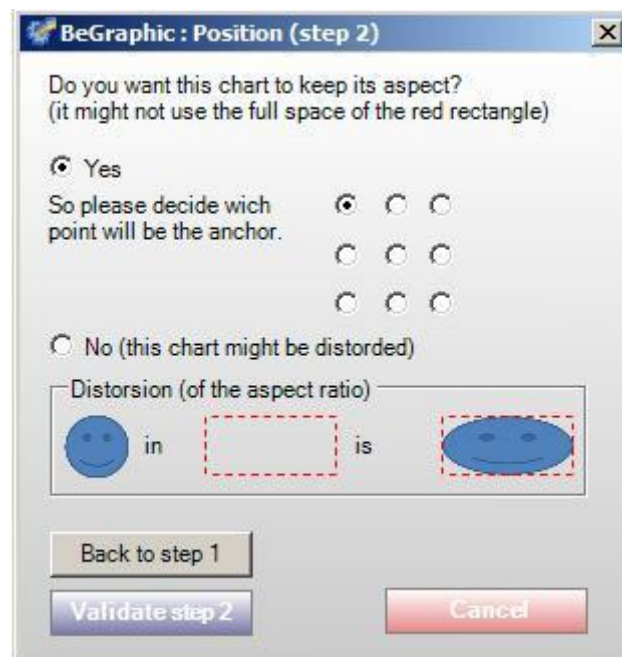 BeGraphic : Position (step 2)
Do you want this chart to keep its aspect?
(it might not use the full space of the red rectangle)
Yes
So please decide wich
point will be the anchor.
No (this chart might be distorded)
Distorsion (of the aspect ratio)
in is
Back to step 1
Validate step 2 Cancel